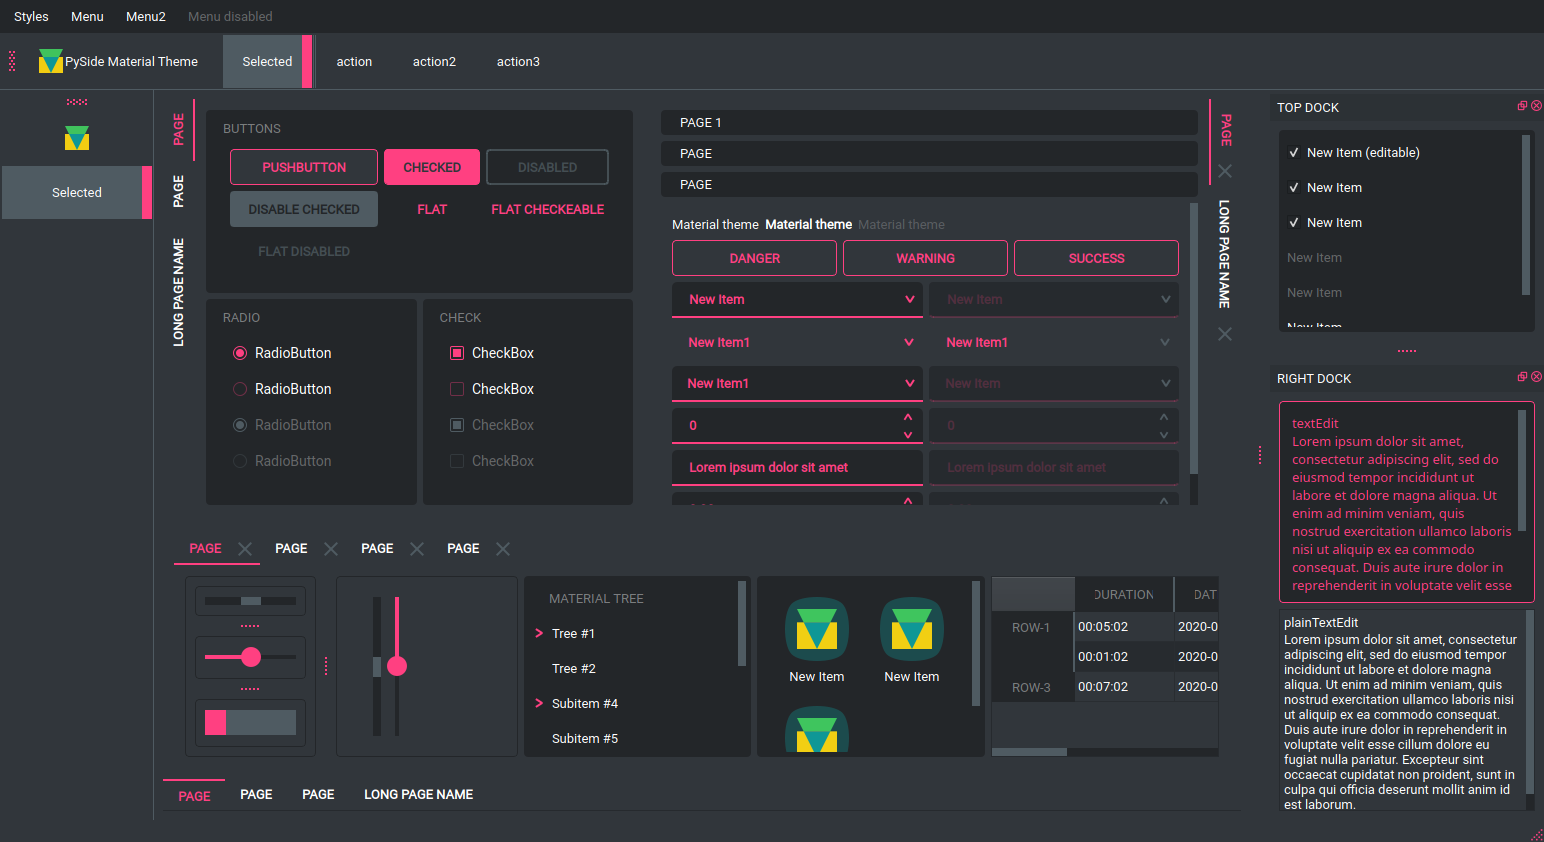 Styles Menu Menu2 Menu disabled
PySide Material Theme Selected action action2 action3
Selected
PAGE
PAGE
LONG PAGE NAME
BUTTONS
PUSHBUTTON CHECKED DISABLED
DISABLE CHECKED FLAT FLAT CHECKEABLE
FLAT DISABLED
RADIO
RadioButton
RadioButton
RadioButton
RadioButton
CHECK
CheckBox
CheckBox
CheckBox
CheckBox
PAGE 1
PAGE
PAGE
Material theme Material theme Material theme
DANGER WARNING SUCCESS
New Item New Item
New Item1 New Item1
New Item1 New Item
0 0
Lorem ipsum dolor sit amet Lorem ipsum dolor sit amet
PAGE
LONG PAGE NAME
TOP DOCK
New Item (editable)
New Item
New Item
New Item
New Item
New Item
RIGHT DOCK
textEdit
Lorem ipsum dolor sit amet,
consectetur adipiscing elit, sed do
eiusmod tempor incididunt ut
labore et dolore magna aliqua. Ut
enim ad minim veniam, quis
nostrud exercitation ullamco laboris
nisi ut aliquip ex ea commodo
consequat. Duis aute irure dolor in
reprehenderit in voluptate velit esse
plainTextEdit
Lorem ipsum dolor sit amet, consectetur
adipiscing elit, sed do eiusmod tempor
incididunt ut labore et dolore magna
aliqua. Ut enim ad minim veniam, quis
nostrud exercitation ullamco laboris nisi
ut aliquip ex ea commodo consequat.
Duis aute irure dolor in reprehenderit in
voluptate velit esse cillum dolore eu
fugiat nulla pariatur. Excepteur sint
occaecat cupidatat non proident, sunt in
culpa qui officia deserunt mollit anim id
est laborum.
PAGE PAGE PAGE PAGE
MATERIAL TREE
Tree #1
Tree #2
Subitem #4
Subitem #5
New Item New Item
DURATION DAT
ROW-1 00:05:02 2020-0
00:01:02 2020-0
ROW-3 00:07:02 2020-0
PAGE PAGE PAGE LONG PAGE NAME